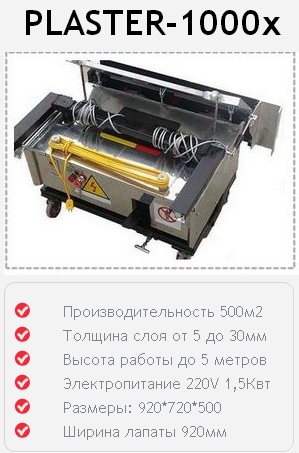 PLASTER-1000x
Производительность 500м2
Толщина слоя от 5 до 30мм
Высота работы до 5 метров
Электропитание 220V 1,5Квт
Размеры: 920*720*500
Ширина лапаты 920мм